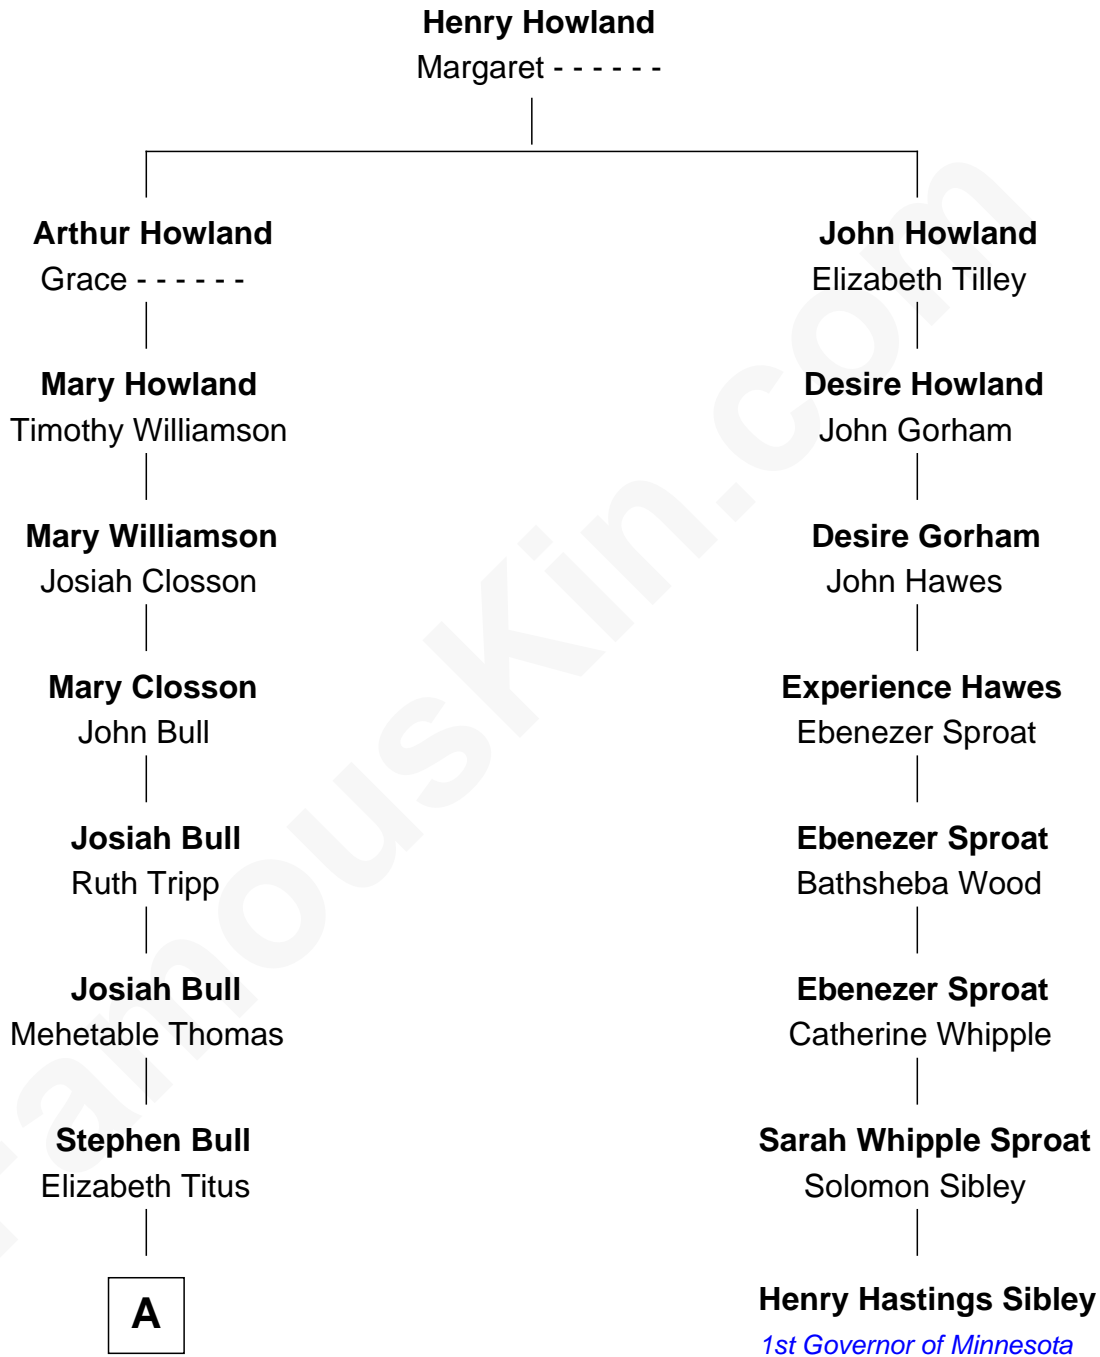 Henry Howland
Margaret - - - - - -
Arthur Howland
Grace - - - - - -
John Howland
Elizabeth Tilley
Mary Howland
Timothy Williamson
Desire Howland
John Gorham
Mary Williamson
Josiah Closson
Desire Gorham
John Hawes
Mary Closson
John Bull
Experience Hawes
Ebenezer Sproat
Josiah Bull
Ruth Tripp
Ebenezer Sproat
Bathsheba Wood
Josiah Bull
Mehetable Thomas
Ebenezer Sproat
Catherine Whipple
Stephen Bull
Elizabeth Titus
Sarah Whipple Sproat
Solomon Sibley
A
Henry Hastings Sibley
1st Governor of Minnesota
FamousKin.com